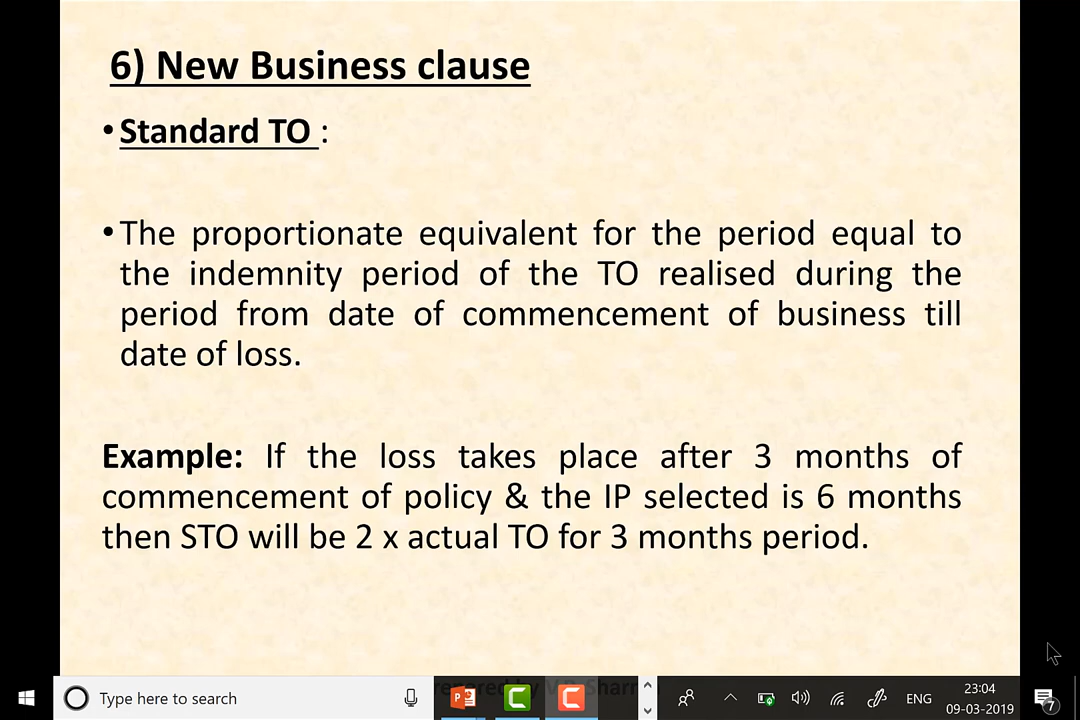 6) New Business clause
•Standard TO :
•The proportionate equivalent for the period equal to
the indemnity period of the TO realised during the
period from date of commencement of business till
date of loss.
Example: If the loss takes place after 3 months of
commencement of policy & the IP selected is 6 months
then STO will be 2 x actual TO for 3 months period.
Type here to search
ENG
23:04
09-03-2019
7